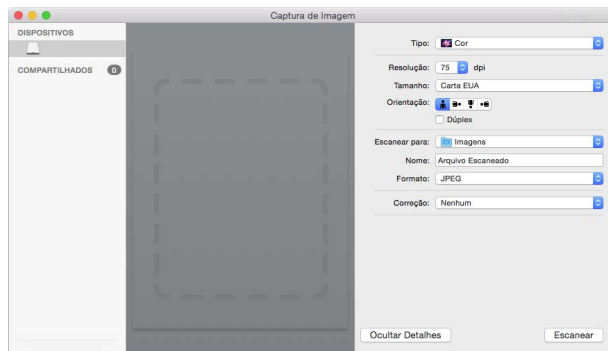 Captura de Imagem
DISPOSITIVOS
COMPARTILHADOS 0
Tipo: Cor
Resolução: 75 dpi
Tamanho: Carta EUA
Orientação:
Dúplex
Escanear para: Imagens
Nome: Arquivo Escaneado
Formato: JPEG
Correção: Nenhum
Ocultar Detalhes Escanear